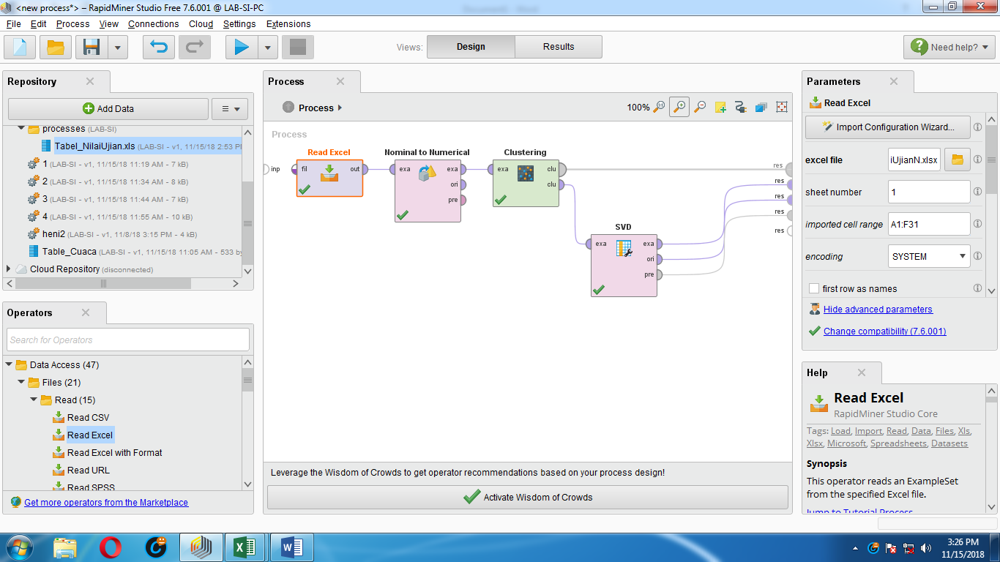 <new process*> – RapidMiner Studio Free 7.6.001 @ LAB-SI-PC
File Edit Process View Connections Cloud Settings Extensions
Views: Design Results
Need help?
Repository
Add Data
processes (LAB-SI)
Tabel_NilaiUjian.xls (LAB-SI - v1, 11/15/18 2:53 P
1 (LAB-SI - v1, 11/15/18 11:19 AM - 7 kB)
2 (LAB-SI - v1, 11/15/18 11:34 AM - 8 kB)
3 (LAB-SI - v1, 11/15/18 11:44 AM - 7 kB)
4 (LAB-SI - v1, 11/15/18 11:55 AM - 10 kB)
heni2 (LAB-SI - v1, 11/8/18 3:15 PM - 4 kB)
Table_Cuaca (LAB-SI - v1, 11/15/18 11:05 AM - 533 by
Cloud Repository (disconnected)
Operators
Search for Operators
Data Access (47)
Files (21)
Read (15)
Read CSV
Read Excel
Read Excel with Format
Read URL
Read SPSS
Get more operators from the Marketplace
Process
Process
100%
Process
inp
Read Excel
fil out
Nominal to Numerical
exa exa
ori
pre
Clustering
exa clu
clu
SVD
exa exa
ori
pre
res
res
res
res
res
Leverage the Wisdom of Crowds to get operator recommendations based on your process design!
Activate Wisdom of Crowds
Parameters
Read Excel
Import Configuration Wizard...
excel file iUjianN.xlsx
sheet number 1
imported cell range A1:F31
encoding SYSTEM
first row as names
Hide advanced parameters
Change compatibility (7.6.001)
Help
Read Excel
RapidMiner Studio Core
Tags: Load, Import, Read, Data, Files, Xls,
Xlsx, Microsoft, Spreadsheets, Datasets
Synopsis
This operator reads an ExampleSet
from the specified Excel file.
Jump to Tutorial Process
3:26 PM
11/15/2018